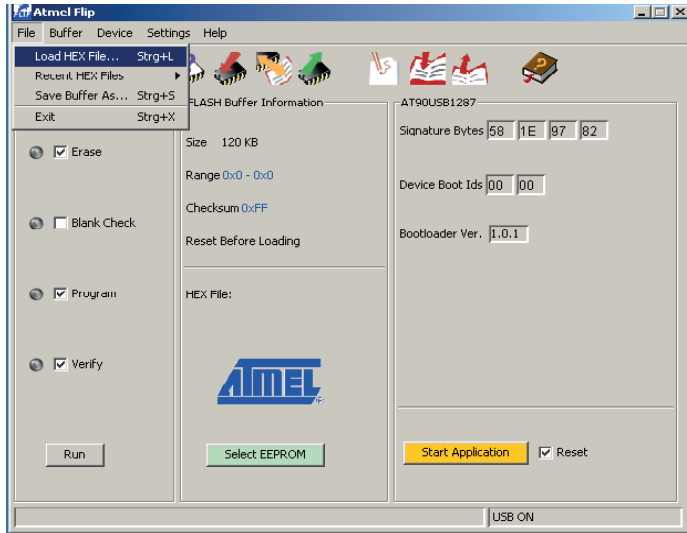 Atmel Flip
File Buffer Device Settings Help
Load HEX File... Strg+L
Recent HEX Files
Save Buffer As... Strg+S
Exit Strg+X
Erase
Blank Check
Program
Verify
Run
FLASH Buffer Information
Size 120 KB
Range 0x0 - 0x0
Checksum 0xFF
Reset Before Loading
HEX File:
ATMEL
Select EEPROM
AT90USB1287
Signature Bytes 58 1E 97 82
Device Boot Ids 00 00
Bootloader Ver. 1.0.1
Start Application Reset
USB ON